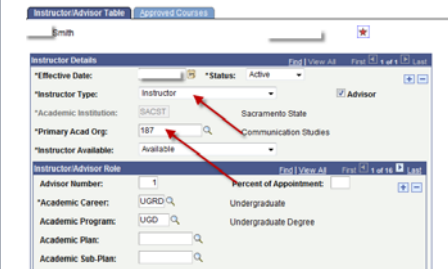 Instructor/Advisor Table Approved Courses
Smith
Instructor Details Find | View All First 1 of 1 Last
*Effective Date: *Status: Active
*Instructor Type: Instructor Advisor
*Academic Institution: SACST Sacramento State
*Primary Acad Org: 187 Communication Studies
*Instructor Available: Available
Instructor/Advisor Role Find | View All First 1 of 16 Last
Advisor Number: 1 Percent of Appointment:
*Academic Career: UGRD Undergraduate
Academic Program: UGD Undergraduate Degree
Academic Plan:
Academic Sub-Plan: